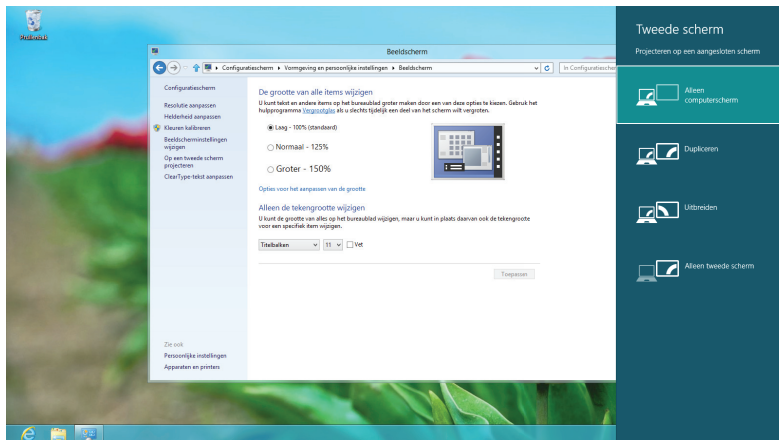 Prullenbak
Beeldscherm
Configuratiescherm ▸ Vormgeving en persoonlijke instellingen ▸ Beeldscherm
In Configuratiescher
Configuratiescherm
Resolutie aanpassen
Helderheid aanpassen
Kleuren kalibreren
Beeldscherminstellingen
wijzigen
Op een tweede scherm
projecteren
ClearType-tekst aanpassen
Zie ook
Persoonlijke instellingen
Apparaten en printers
De grootte van alle items wijzigen
U kunt tekst en andere items op het bureaublad groter maken door een van deze opties te kiezen. Gebruik het
hulpprogramma Vergrootglas als u slechts tijdelijk een deel van het scherm wilt vergroten.
Laag - 100% (standaard)
Normaal - 125%
Groter - 150%
Opties voor het aanpassen van de grootte
Alleen de tekengrootte wijzigen
U kunt de grootte van alles op het bureaublad wijzigen, maar u kunt in plaats daarvan ook de tekengrootte
voor een specifiek item wijzigen.
Titelbalken 11 Vet
Toepassen
Tweede scherm
Projecteren op een aangesloten scherm
Alleen
computerscherm
Dupliceren
Uitbreiden
Alleen tweede scherm